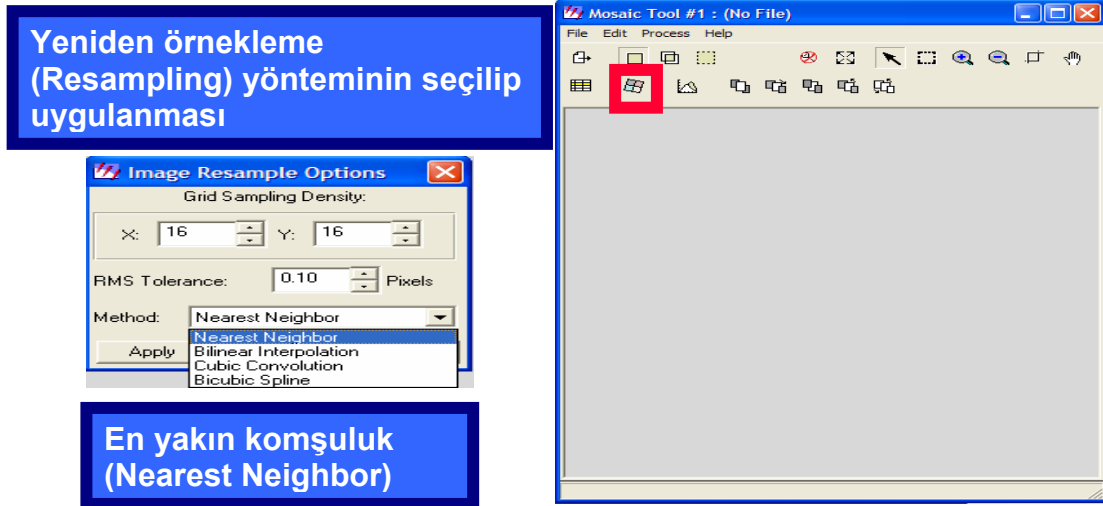 Yeniden örnekleme
(Resampling) yönteminin seçilip
uygulanması
Image Resample Options
Grid Sampling Density:
X: 16 Y: 16
RMS Tolerance: 0.10 Pixels
Method: Nearest Neighbor
Nearest Neighbor
Apply Bilinear Interpolation
Cubic Convolution
Bicubic Spline
En yakın komşuluk
(Nearest Neighbor)
Mosaic Tool #1 : (No File)
File Edit Process Help